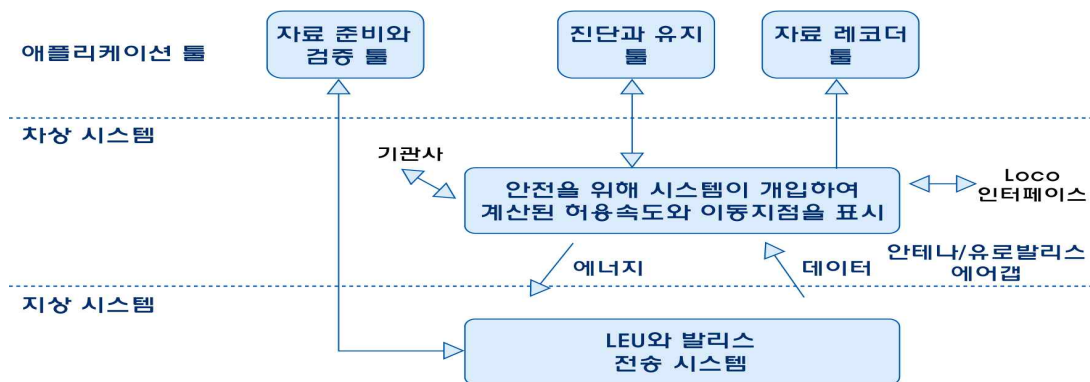 애플리케이션 툴
자료 준비와
검증 툴
진단과 유지
툴
자료 레코더
툴
차상 시스템
기관사
안전을 위해 시스템이 개입하여
계산된 허용속도와 이동지점을 표시
Loco
인터페이스
에너지
데이터
안테나/유로발리스
에어갭
지상 시스템
LEU와 발리스
전송 시스템